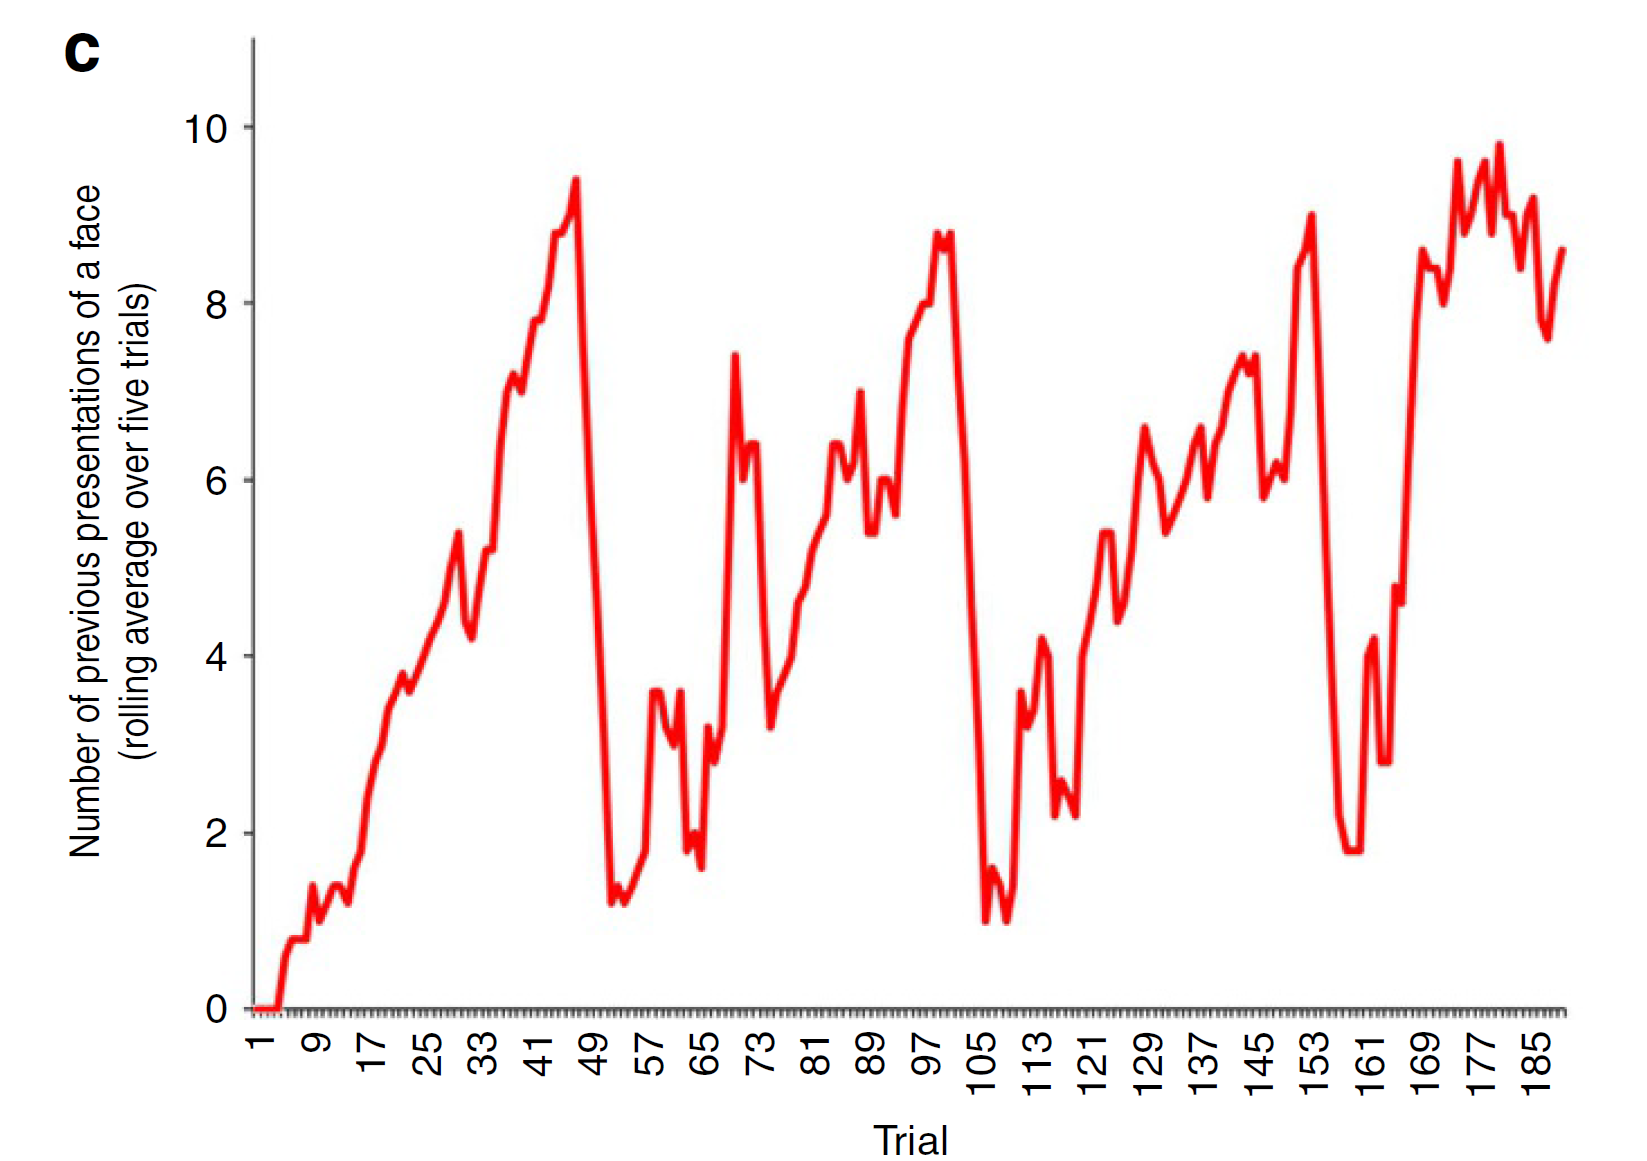 c
Number of previous presentations of a face
(rolling average over five trials)
10
8
6
4
2
0
1 9 17 25 33 41 49 57 65 73 81 89 97 105 113 121 129 137 145 153 161 169 177 185
Trial